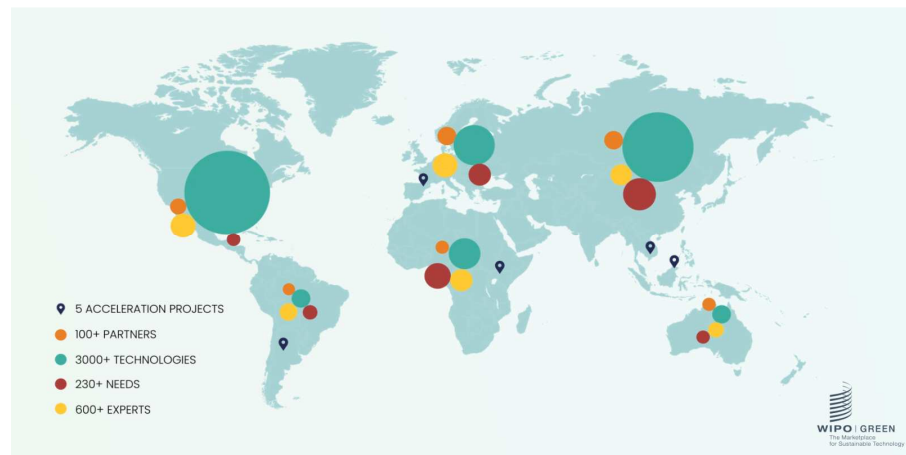 5 ACCELERATION PROJECTS
100+ PARTNERS
3000+ TECHNOLOGIES
230+ NEEDS
600+ EXPERTS
WIPO | GREEN
The Marketplace
for Sustainable Technology